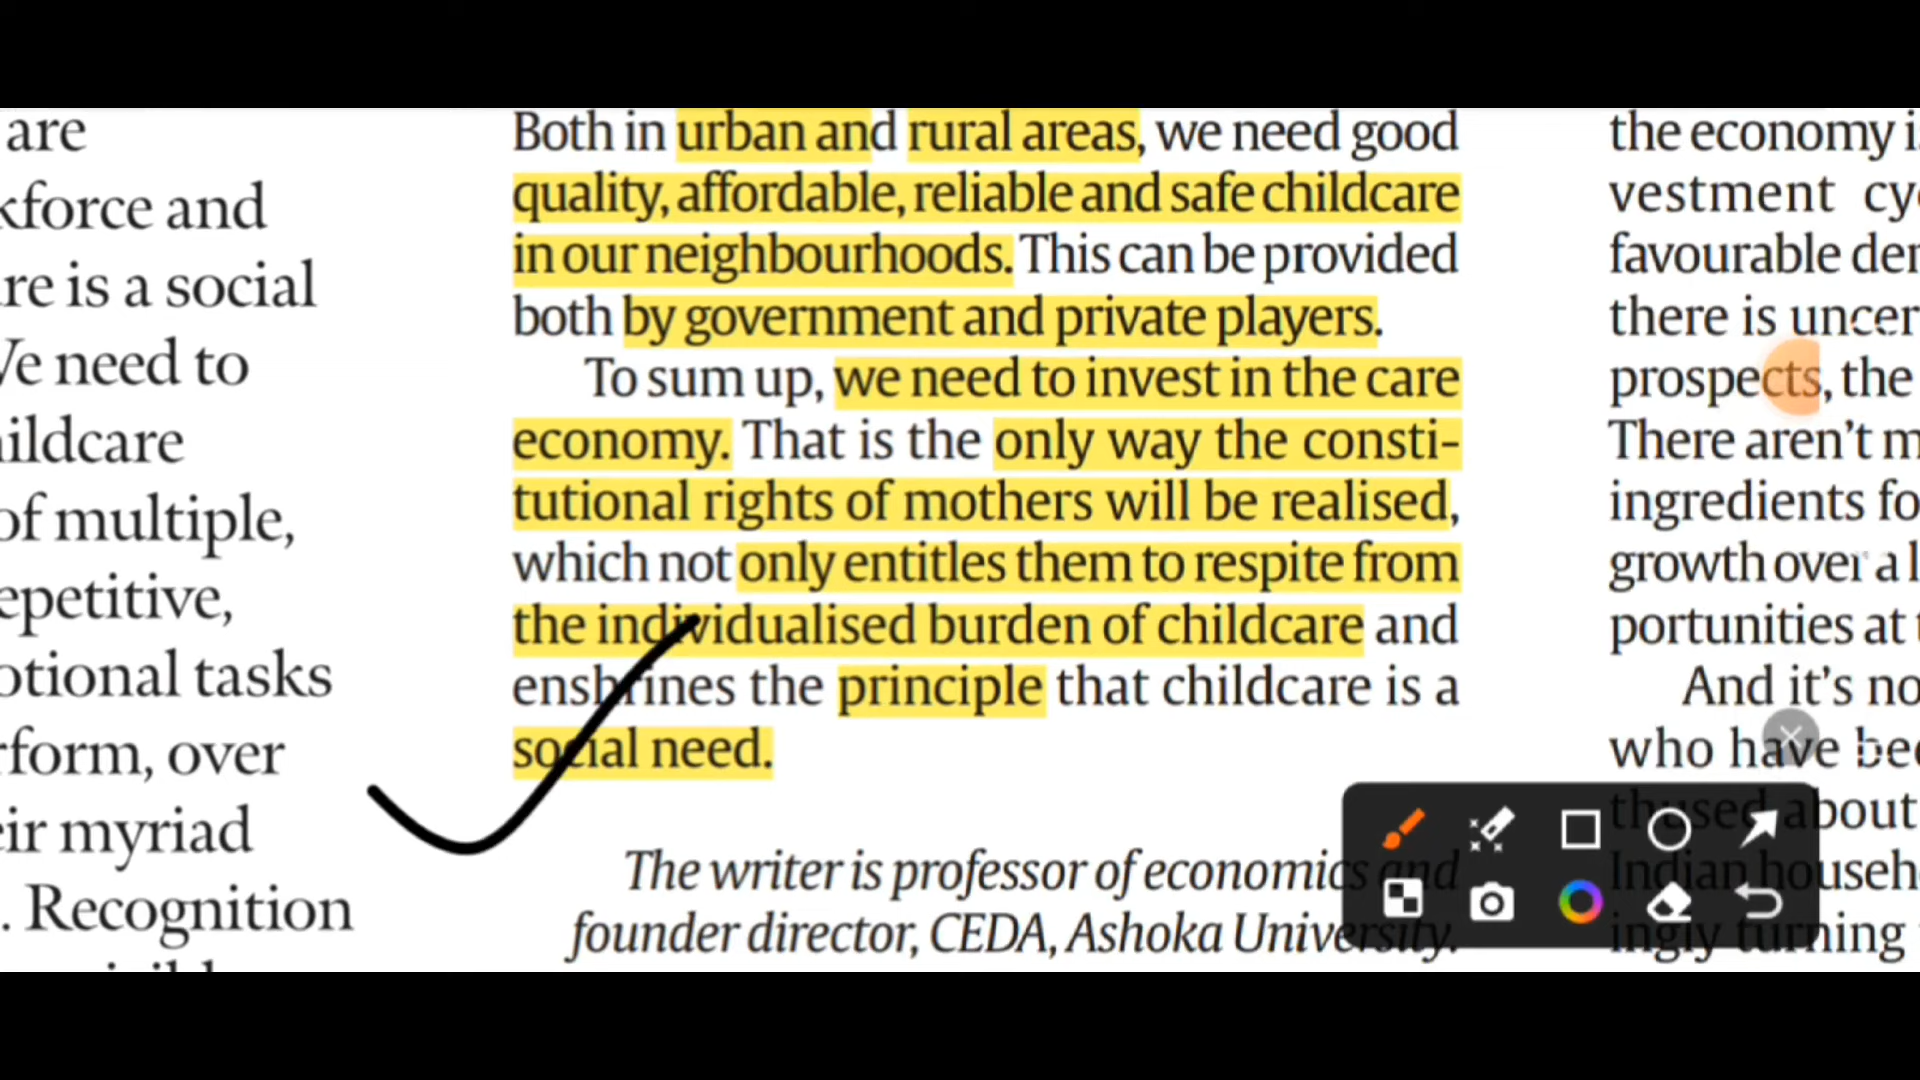 are
kforce and
re is a social
We need to
ildcare
of multiple,
epetitive,
otional tasks
rform, over
eir myriad
. Recognition
Both in urban and rural areas, we need good
quality, affordable, reliable and safe childcare
in our neighbourhoods. This can be provided
both by government and private players.
To sum up, we need to invest in the care
economy. That is the only way the consti-
tutional rights of mothers will be realised,
which not only entitles them to respite from
the individualised burden of childcare and
enshrines the principle that childcare is a
social need.
The writer is professor of economics and
founder director, CEDA, Ashoka University.
the economy i
vestment cy
favourable de
there is uncer
prospects, the
There aren't m
ingredients fo
growth over a l
portunities at t
And it's no
who have bee
thused about
Indian househ
ingly turning